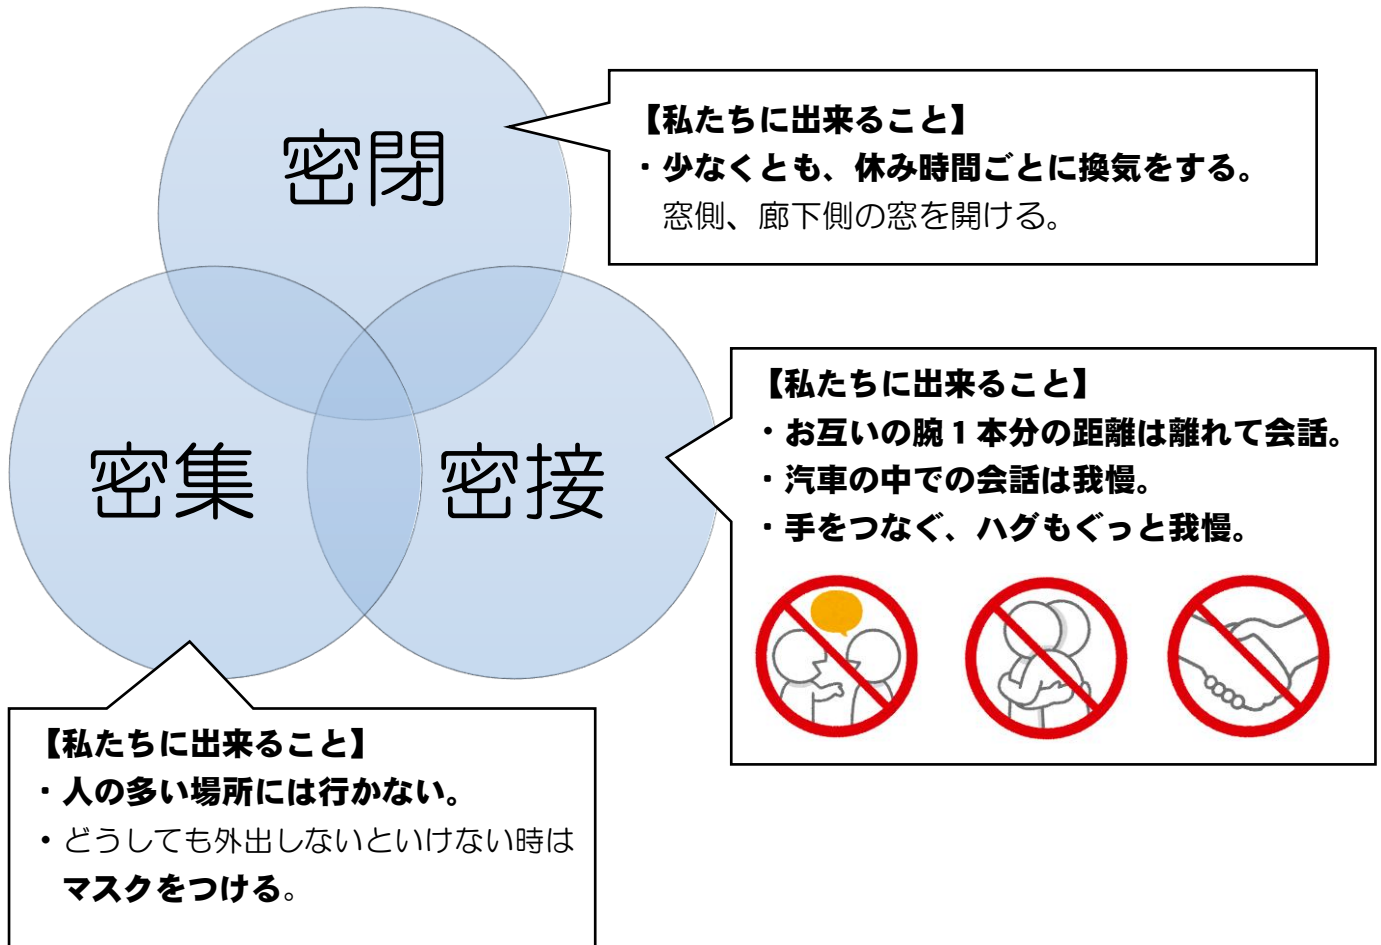 密閉
【私たちに出来ること】
・少なくとも、休み時間ごとに換気をする。
窓側、廊下側の窓を開ける。
密集
密接
【私たちに出来ること】
・お互いの腕1本分の距離は離れて会話。
・汽車の中での会話は我慢。
・手をつなぐ、ハグもぐっと我慢。
【私たちに出来ること】
・人の多い場所には行かない。
・どうしても外出しないといけない時は
マスクをつける。